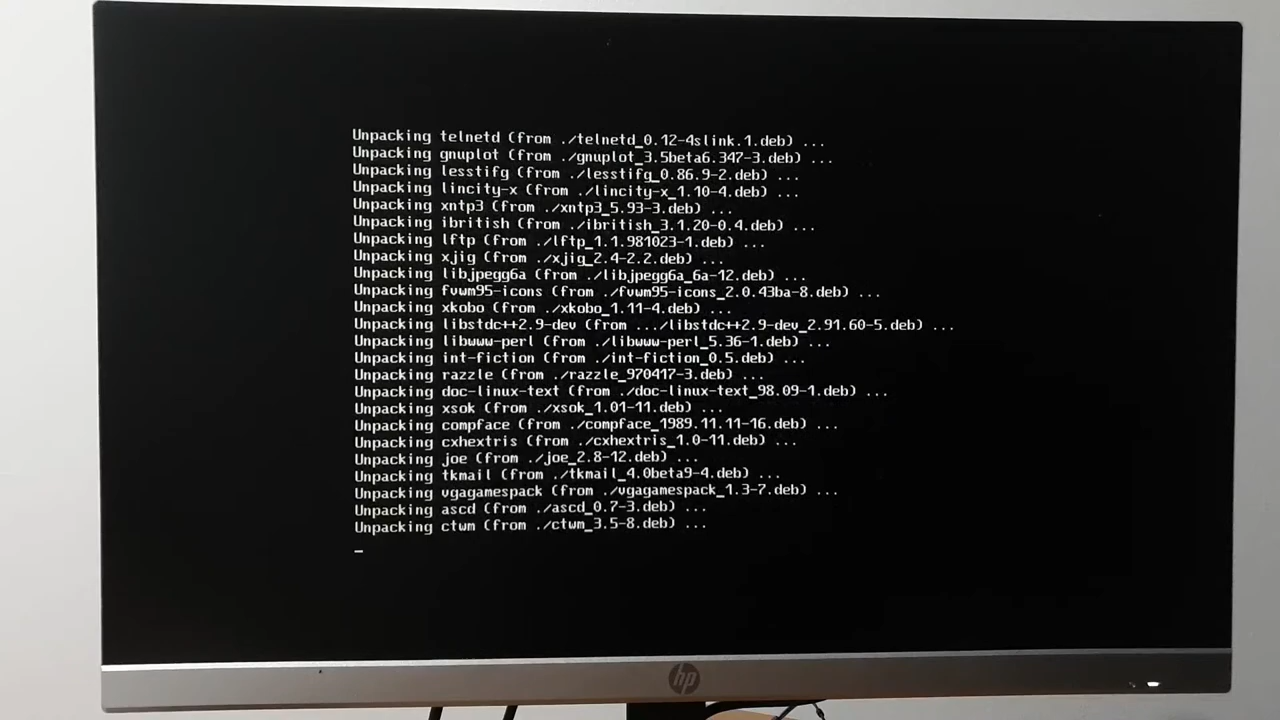 Unpacking telnetd (from ./telnetd_0.12-4slink.1.deb) ...
Unpacking gnuplot (from ./gnuplot_3.5beta6.347-3.deb) ...
Unpacking lesstifg (from ./lesstifg_0.86.9-2.deb) ...
Unpacking lincity-x (from ./lincity-x_1.10-4.deb) ...
Unpacking xntp3 (from ./xntp3_5.93-3.deb) ...
Unpacking ibritish (from ./ibritish_3.1.20-0.4.deb) ...
Unpacking lftp (from ./lftp_1.1.981023-1.deb) ...
Unpacking xjig (from ./xjig_2.4-2.2.deb) ...
Unpacking libjpegg6a (from ./libjpegg6a_6a-12.deb) ...
Unpacking fvwm95-icons (from ./fvwm95-icons_2.0.43ba-8.deb) ...
Unpacking xkobo (from ./xkobo_1.11-4.deb) ...
Unpacking libstdc++2.9-dev (from .../libstdc++2.9-dev_2.91.60-5.deb) ...
Unpacking libwww-perl (from ./libwww-perl_5.36-1.deb) ...
Unpacking int-fiction (from ./int-fiction_0.5.deb) ...
Unpacking razzle (from ./razzle_970417-3.deb) ...
Unpacking doc-linux-text (from ./doc-linux-text_98.09-1.deb) ...
Unpacking xsok (from ./xsok_1.01-11.deb) ...
Unpacking compface (from ./compface_1989.11.11-16.deb) ...
Unpacking cxhextris (from ./cxhextris_1.0-11.deb) ...
Unpacking joe (from ./joe_2.8-12.deb) ...
Unpacking tkmail (from ./tkmail_4.0beta9-4.deb) ...
Unpacking vgagamespack (from ./vgagamespack_1.3-7.deb) ...
Unpacking ascd (from ./ascd_0.7-3.deb) ...
Unpacking ctwm (from ./ctwm_3.5-8.deb) ...
_
hp